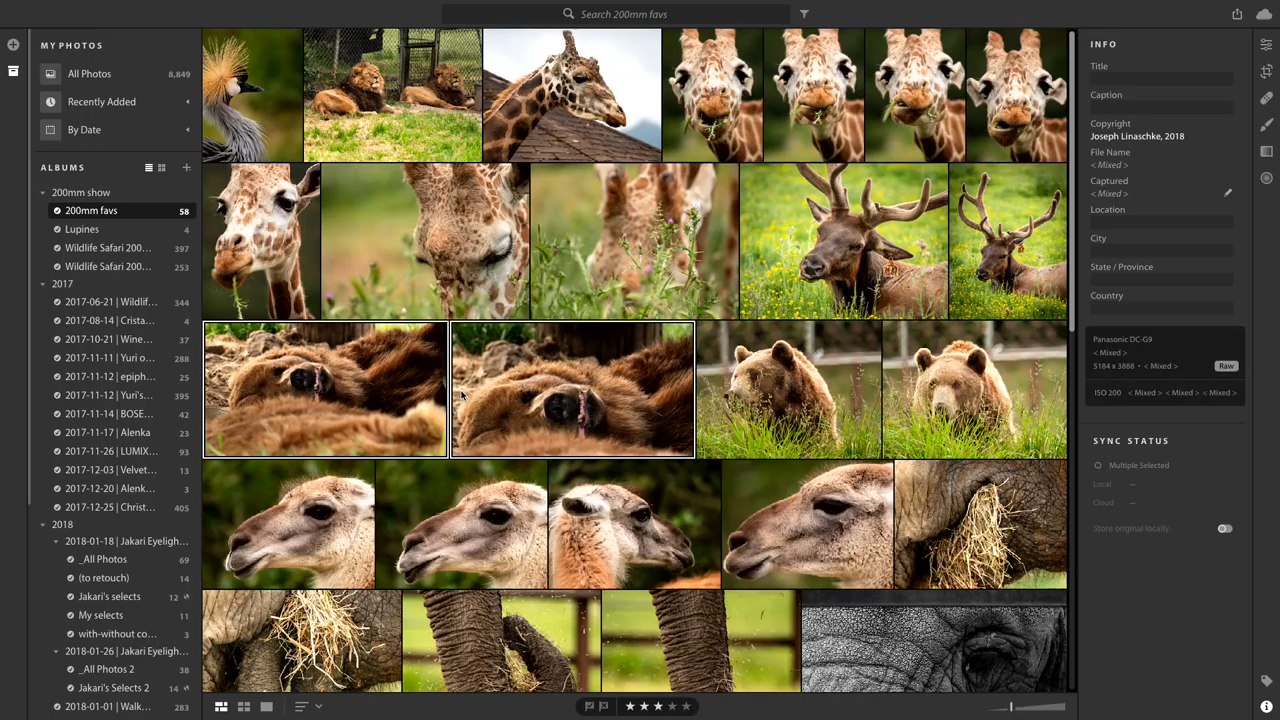 Search 200mm favs
MY PHOTOS
All Photos 8,849
Recently Added
By Date
ALBUMS
200mm show
200mm favs 58
Lupines 4
Wildlife Safari 200... 397
Wildlife Safari 200... 253
2017
2017-06-21 | Wildlif... 344
2017-08-14 | Crista... 4
2017-10-21 | Wine... 37
2017-11-11 | Yuri o... 288
2017-11-12 | epiph... 25
2017-11-12 | Yuri's... 395
2017-11-14 | BOSE... 42
2017-11-17 | Alenka 23
2017-11-26 | LUMIX... 93
2017-12-03 | Velvet... 13
2017-12-20 | Alenk... 3
2017-12-25 | Christ... 405
2018
2018-01-18 | Jakari Eyeligh...
_All Photos 69
(to retouch) 14
Jakari's selects 12
My selects 11
with-without co... 3
2018-01-26 | Jakari Eyeligh...
_All Photos 2 38
Jakari's Selects 2 14
2018-01-01 | Walk... 283
INFO
Title
Caption
Copyright
Joseph Linaschke, 2018
File Name
< Mixed >
Captured
< Mixed >
Location
City
State / Province
Country
Panasonic DC-G9
< Mixed >
5184 x 3888 • < Mixed > Raw
ISO 200 < Mixed > < Mixed > < Mixed >
SYNC STATUS
Multiple Selected
Local —
Cloud —
Store original locally